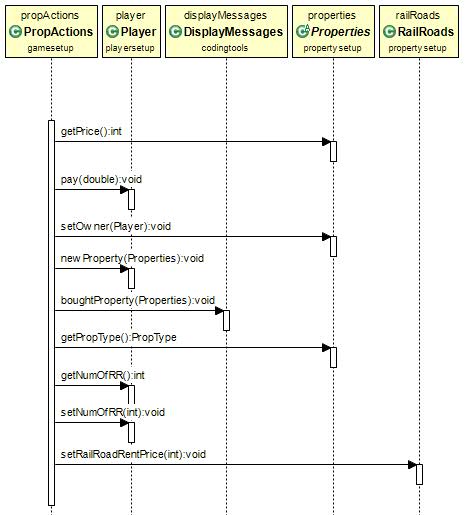 propActions player displayMessages properties railRoads
C PropActions C Player C DisplayMessages C Properties C RailRoads
gamesetup playersetup codingtools property setup property setup
getPrice():int
pay(double):void
setOwner(Player):void
new Property(Properties):void
boughtProperty(Properties):void
getPropType():PropType
getNumOfRR():int
setNumOfRR(int):void
setRailRoadRentPrice(int):void